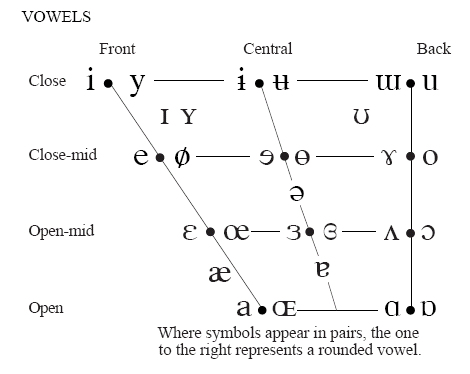 VOWELS
Front Central Back
Close i y ɨ ʉ ɯ u
ɪ ʏ ʊ
Close-mid e ø ɘ ɵ ɤ o
ə
Open-mid ɛ œ ɜ ɞ ʌ ɔ
æ ɐ
Open a ɶ ɑ ɒ
Where symbols appear in pairs, the one
to the right represents a rounded vowel.